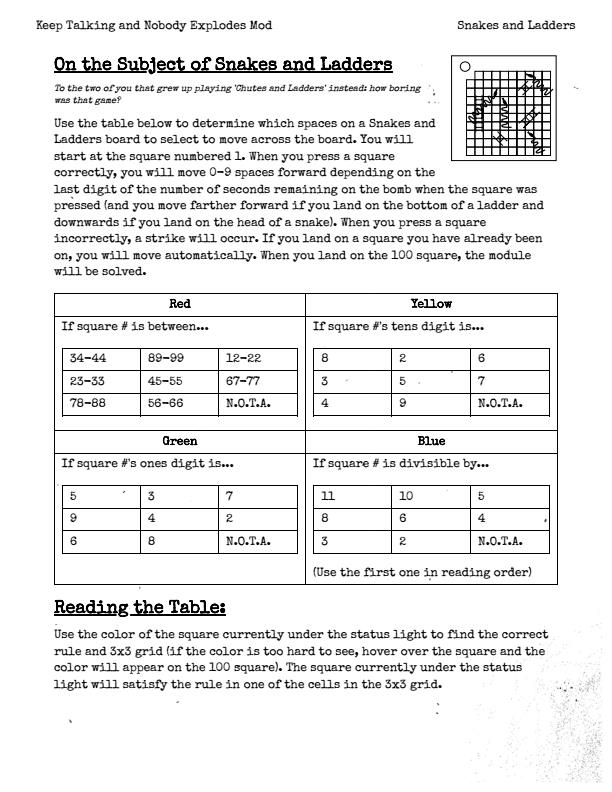 Keep Talking and Nobody Explodes Mod
Snakes and Ladders
On the Subject of Snakes and Ladders
To the two of you that grew up playing 'Chutes and Ladders' instead: how boring
was that game?
Use the table below to determine which spaces on a Snakes and
Ladders board to select to move across the board. You will
start at the square numbered 1. When you press a square
correctly, you will move 0-9 spaces forward depending on the
last digit of the number of seconds remaining on the bomb when the square was
pressed (and you move farther forward if you land on the bottom of a ladder and
downwards if you land on the head of a snake). When you press a square
incorrectly, a strike will occur. If you land on a square you have already been
on, you will move automatically. When you land on the 100 square, the module
will be solved.
Red
If square # is between...
34-44 89-99 12-22
23-33 45-55 67-77
78-88 56-66 N.O.T.A.
Yellow
If square #'s tens digit is...
8 2 6
3 5 7
4 9 N.O.T.A.
Green
If square #'s ones digit is...
5 3 7
9 4 2
6 8 N.O.T.A.
Blue
If square # is divisible by...
11 10 5
8 6 4
3 2 N.O.T.A.
(Use the first one in reading order)
Reading the Table:
Use the color of the square currently under the status light to find the correct
rule and 3x3 grid (if the color is too hard to see, hover over the square and the
color will appear on the 100 square). The square currently under the status
light will satisfy the rule in one of the cells in the 3x3 grid.